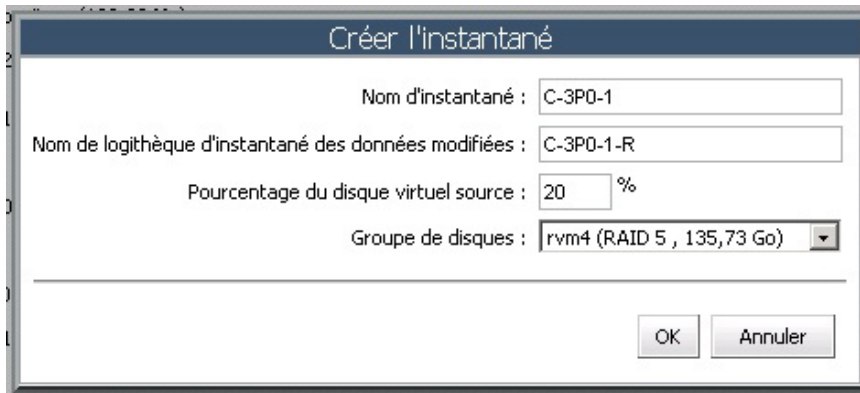 Créer l'instantané
Nom d'instantané : C-3P0-1
Nom de logithèque d'instantané des données modifiées : C-3P0-1-R
Pourcentage du disque virtuel source : 20 %
Groupe de disques : rvm4 (RAID 5 , 135,73 Go)
OK Annuler